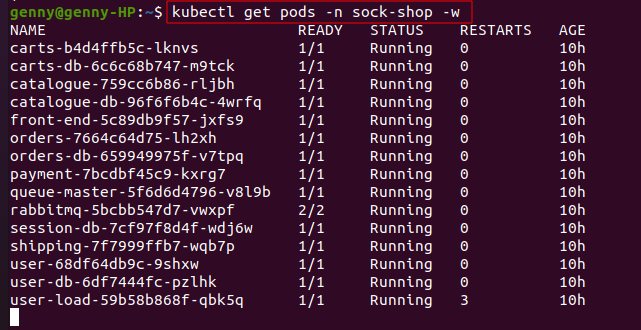 genny@genny-HP:~$ kubectl get pods -n sock-shop -w
NAME READY STATUS RESTARTS AGE
carts-b4d4ffb5c-lknvs 1/1 Running 0 10h
carts-db-6c6c68b747-m9tck 1/1 Running 0 10h
catalogue-759cc6b86-rljbh 1/1 Running 0 10h
catalogue-db-96f6f6b4c-4wrfq 1/1 Running 0 10h
front-end-5c89db9f57-jxfs9 1/1 Running 0 10h
orders-7664c64d75-lh2xh 1/1 Running 0 10h
orders-db-659949975f-v7tpq 1/1 Running 0 10h
payment-7bcdbf45c9-kxrg7 1/1 Running 0 10h
queue-master-5f6d6d4796-v8l9b 1/1 Running 0 10h
rabbitmq-5bcbb547d7-vwxpf 2/2 Running 0 10h
session-db-7cf97f8d4f-wdj6w 1/1 Running 0 10h
shipping-7f7999ffb7-wqb7p 1/1 Running 0 10h
user-68df64db9c-9shxw 1/1 Running 0 10h
user-db-6df7444fc-pzlhk 1/1 Running 0 10h
user-load-59b58b868f-qbk5q 1/1 Running 3 10h